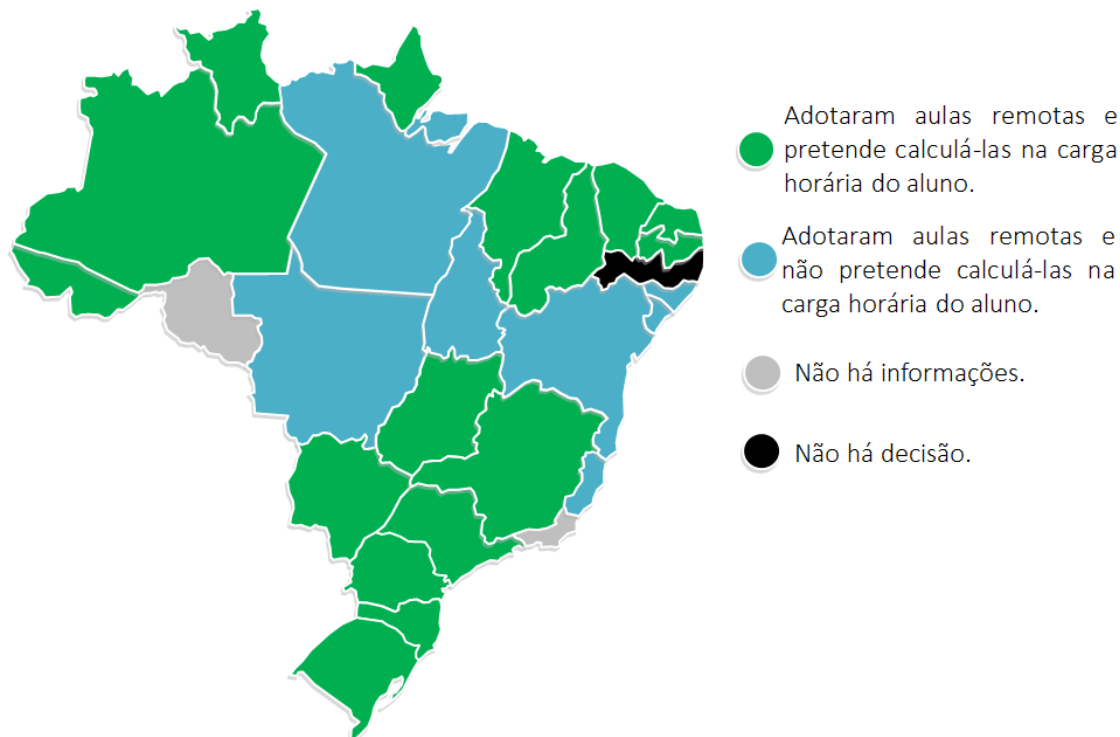 Adotaram aulas remotas e
pretende calculá-las na carga
horária do aluno.
Adotaram aulas remotas e
não pretende calculá-las na
carga horária do aluno.
Não há informações.
Não há decisão.